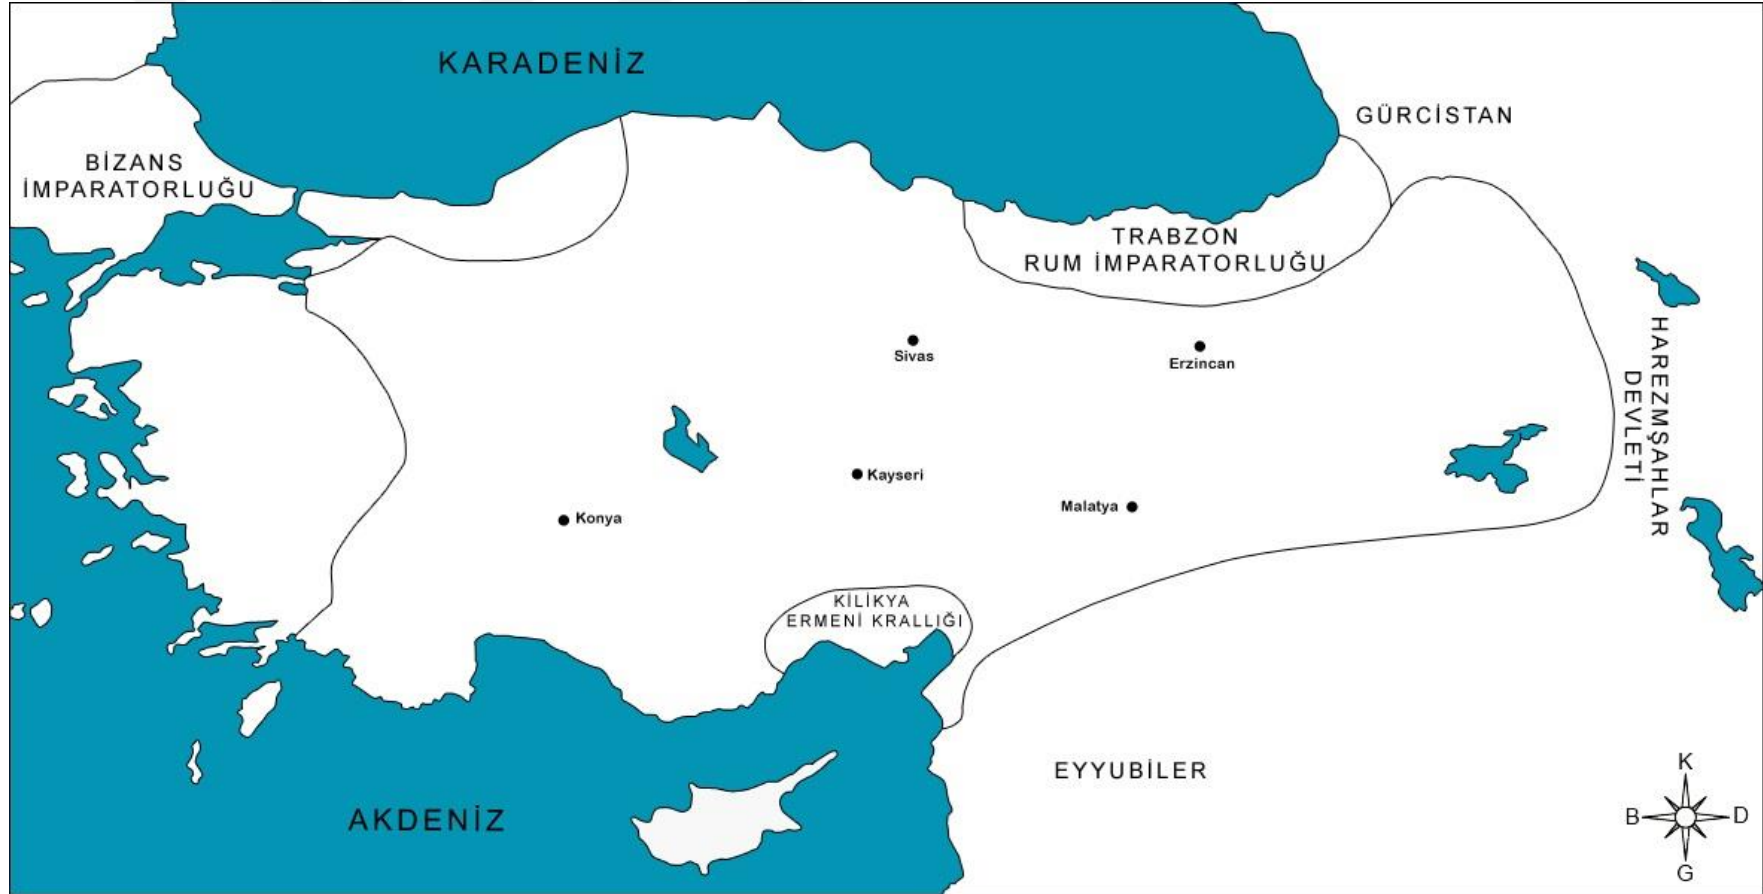 KARADENİZ
GÜRCİSTAN
BİZANS
İMPARATORLUĞU
TRABZON
RUM İMPARATORLUĞU
HAREZMŞAHLAR
DEVLETİ
Sivas
Erzincan
Kayseri
Malatya
Konya
KİLİKYA
ERMENİ KRALLIĞI
EYYUBİLER
AKDENİZ
K
B
D
G